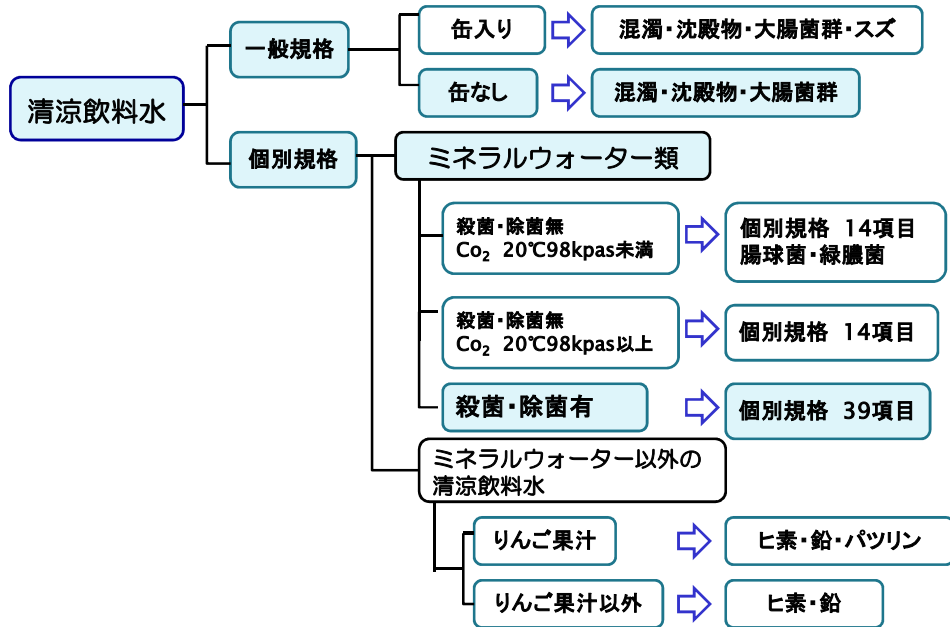 清涼飲料水
一般規格
缶入り
混濁・沈殿物・大腸菌群・スズ
缶なし
混濁・沈殿物・大腸菌群
個別規格
ミネラルウォーター類
殺菌・除菌無
Co₂ 20℃98kpas未満
個別規格 14項目
腸球菌・緑膿菌
殺菌・除菌無
Co₂ 20℃98kpas以上
個別規格 14項目
殺菌・除菌有
個別規格 39項目
ミネラルウォーター以外の
清涼飲料水
りんご果汁
ヒ素・鉛・パツリン
りんご果汁以外
ヒ素・鉛